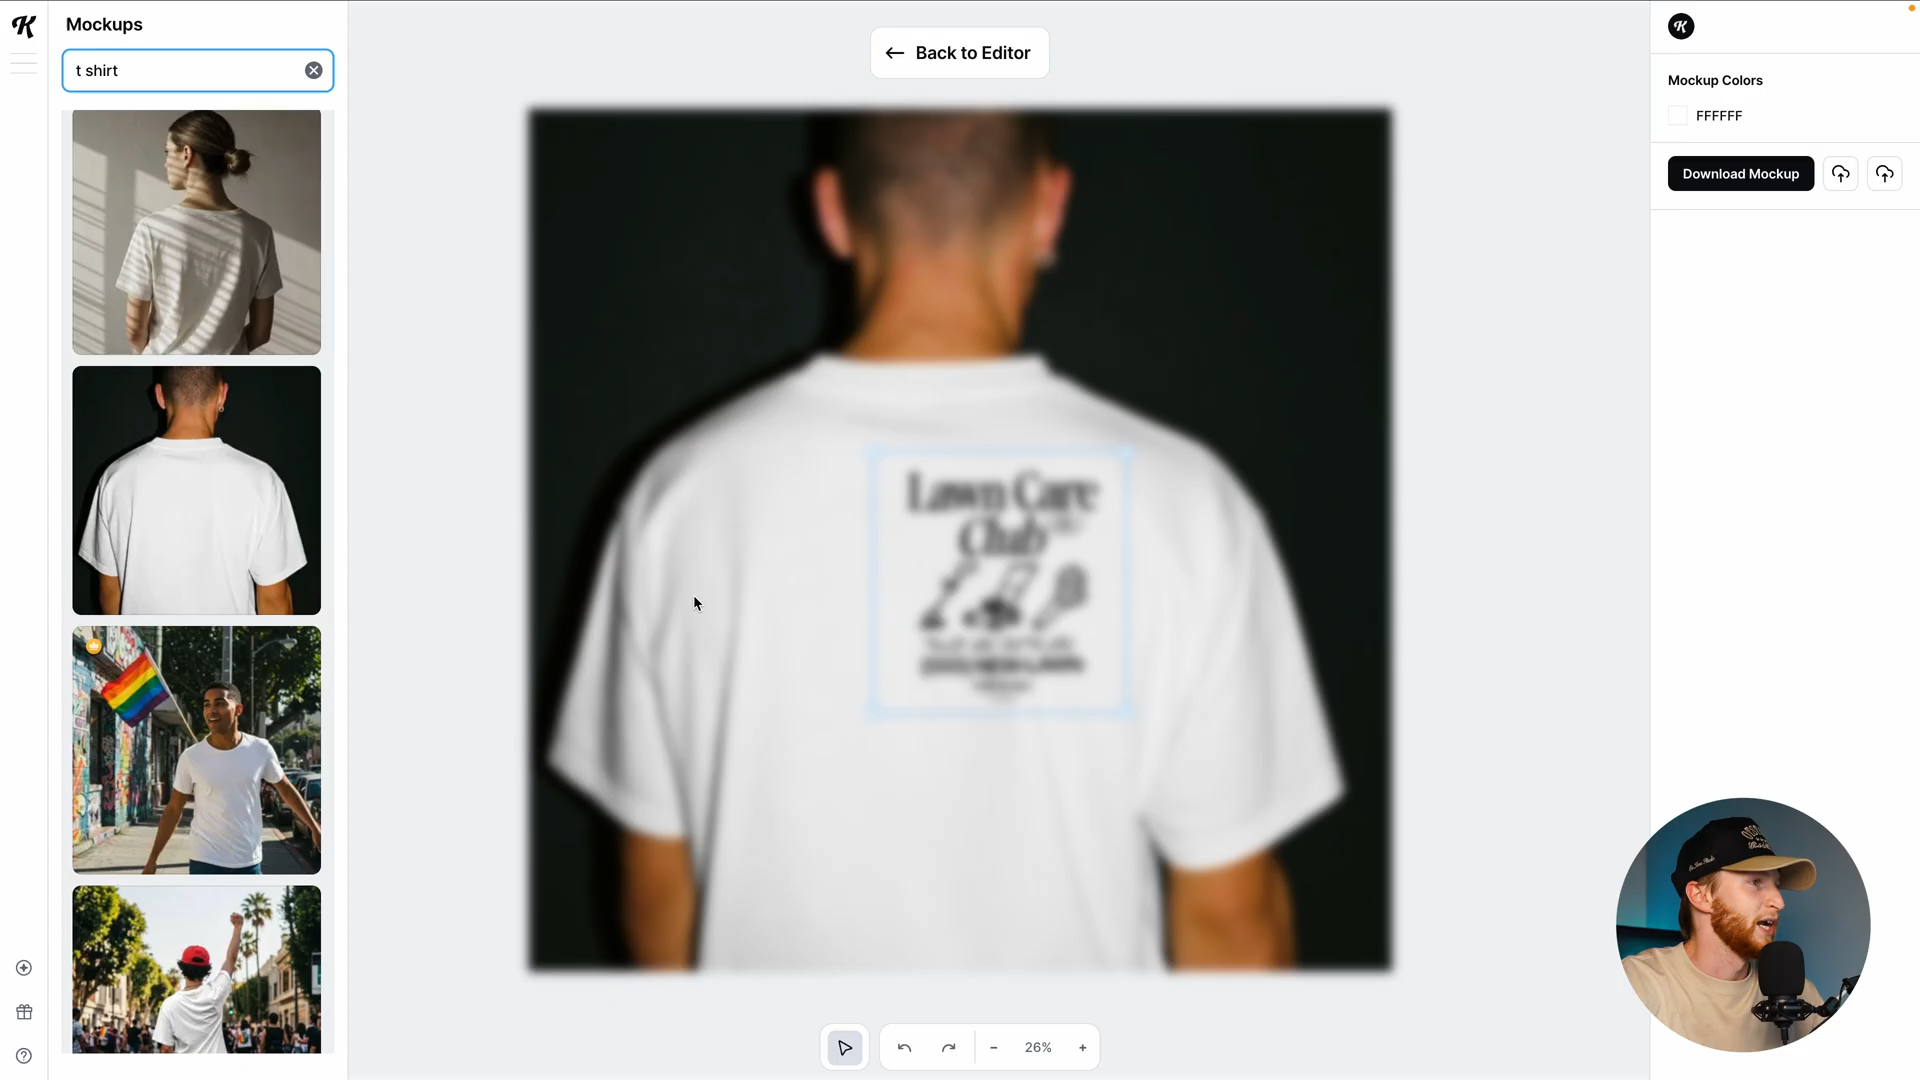 Mockups
t shirt
Back to Editor
Mockup Colors
FFFFFF
Download Mockup
Lawn Care
Club
26%